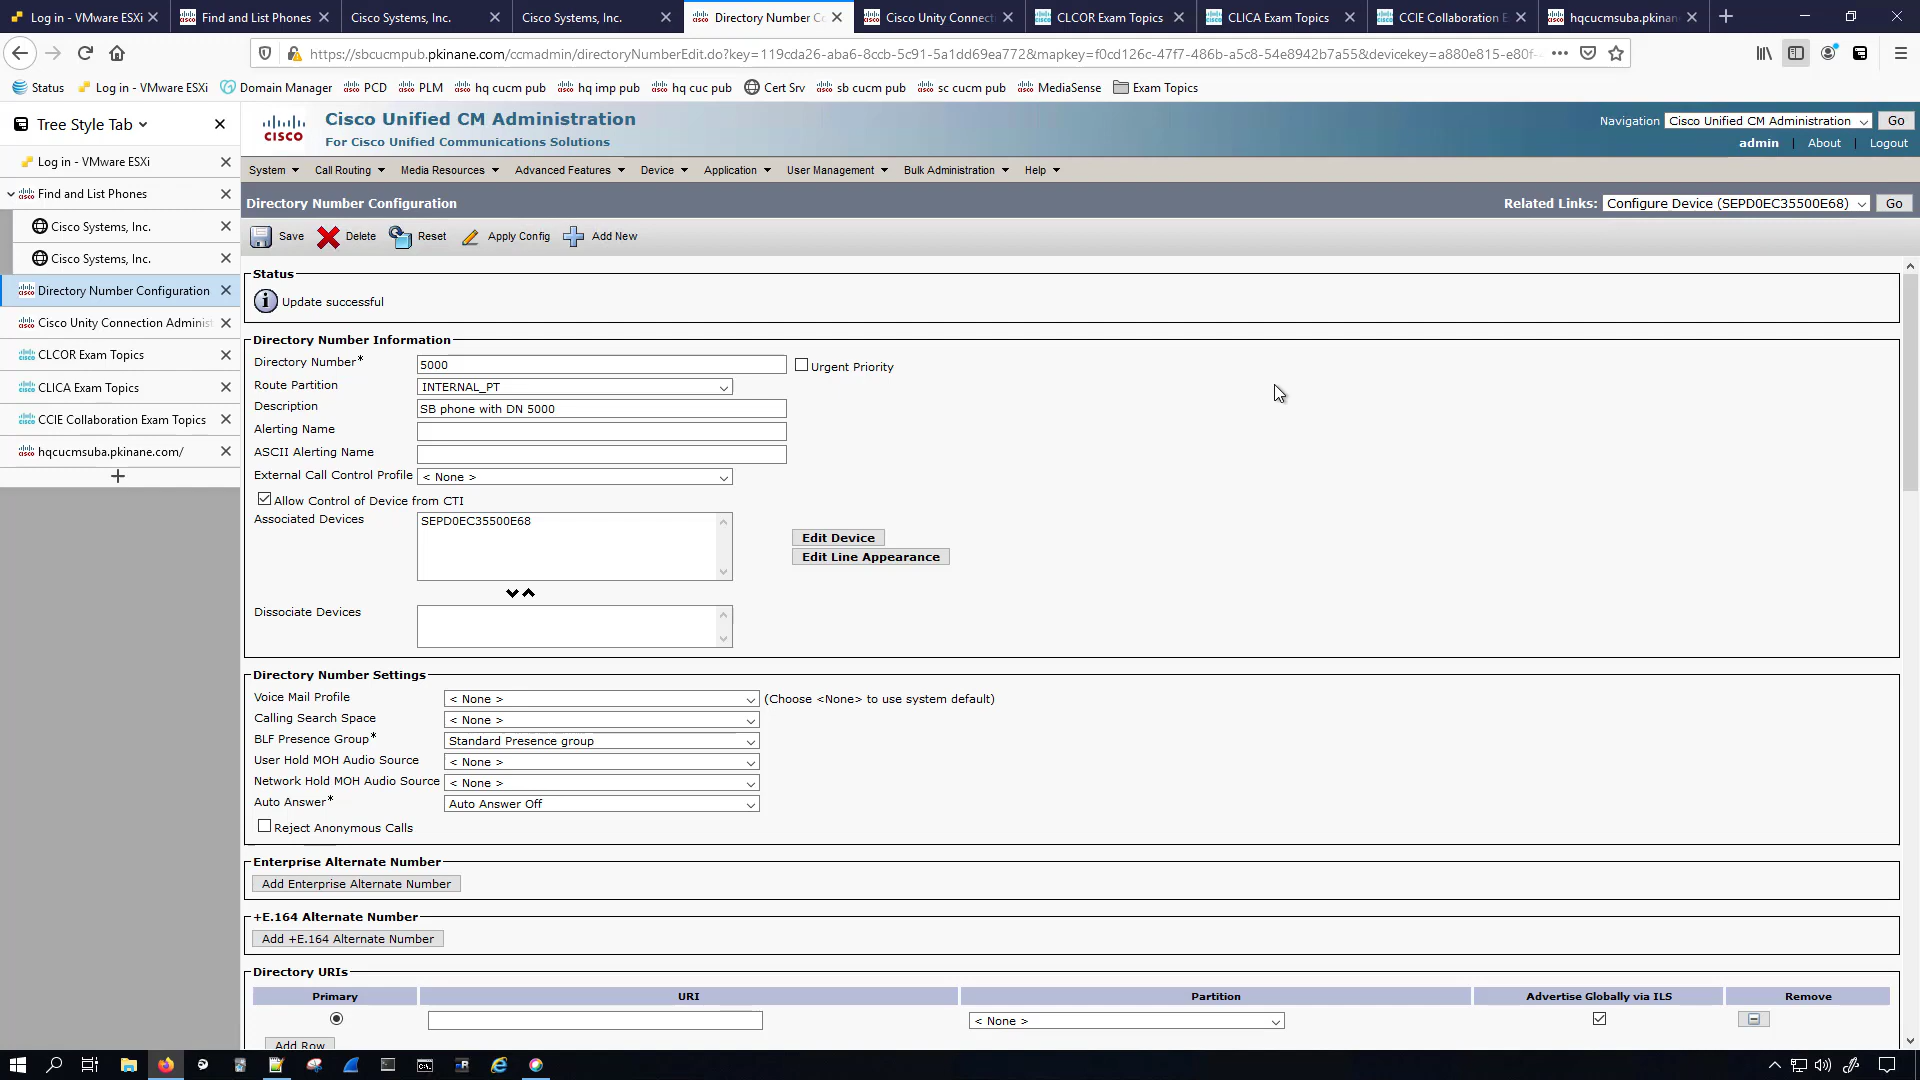 Log in - VMware ESXi
Find and List Phones
Cisco Systems, Inc.
Cisco Systems, Inc.
Directory Number Co
Cisco Unity Connecti
CLCOR Exam Topics
CLICA Exam Topics
CCIE Collaboration E
hqcucmsuba.pkinane
https://sbcucmpub.pkinane.com/ccmadmin/directoryNumberEdit.do?key=119cda26-aba6-8ccb-5c91-5a1dd69ea772&mapkey=f0cd126c-47f7-486b-a5c8-54e8942b7a55&devicekey=a880e815-e80f-
Status
Log in - VMware ESXi
Domain Manager
PCD
PLM
hq cucm pub
hq imp pub
hq cuc pub
Cert Srv
sb cucm pub
sc cucm pub
MediaSense
Exam Topics
Tree Style Tab
Log in - VMware ESXi
Find and List Phones
Cisco Systems, Inc.
Cisco Systems, Inc.
Directory Number Configuration
Cisco Unity Connection Adminis
CLCOR Exam Topics
CLICA Exam Topics
CCIE Collaboration Exam Topics
hqcucmsuba.pkinane.com/
CISCO
Cisco Unified CM Administration
For Cisco Unified Communications Solutions
Navigation Cisco Unified CM Administration Go
admin | About | Logout
System Call Routing Media Resources Advanced Features Device Application User Management Bulk Administration Help
Directory Number Configuration
Related Links: Configure Device (SEPD0EC35500E68) Go
Save Delete Reset Apply Config Add New
Status
Update successful
Directory Number Information
Directory Number* 5000 Urgent Priority
Route Partition INTERNAL_PT
Description SB phone with DN 5000
Alerting Name
ASCII Alerting Name
External Call Control Profile < None >
Allow Control of Device from CTI
Associated Devices SEPD0EC35500E68
Edit Device
Edit Line Appearance
Dissociate Devices
Directory Number Settings
Voice Mail Profile < None > (Choose <None> to use system default)
Calling Search Space < None >
BLF Presence Group* Standard Presence group
User Hold MOH Audio Source < None >
Network Hold MOH Audio Source < None >
Auto Answer* Auto Answer Off
Reject Anonymous Calls
Enterprise Alternate Number
Add Enterprise Alternate Number
+E.164 Alternate Number
Add +E.164 Alternate Number
Directory URIs
Primary URI Partition Advertise Globally via ILS Remove
< None >
Add Row